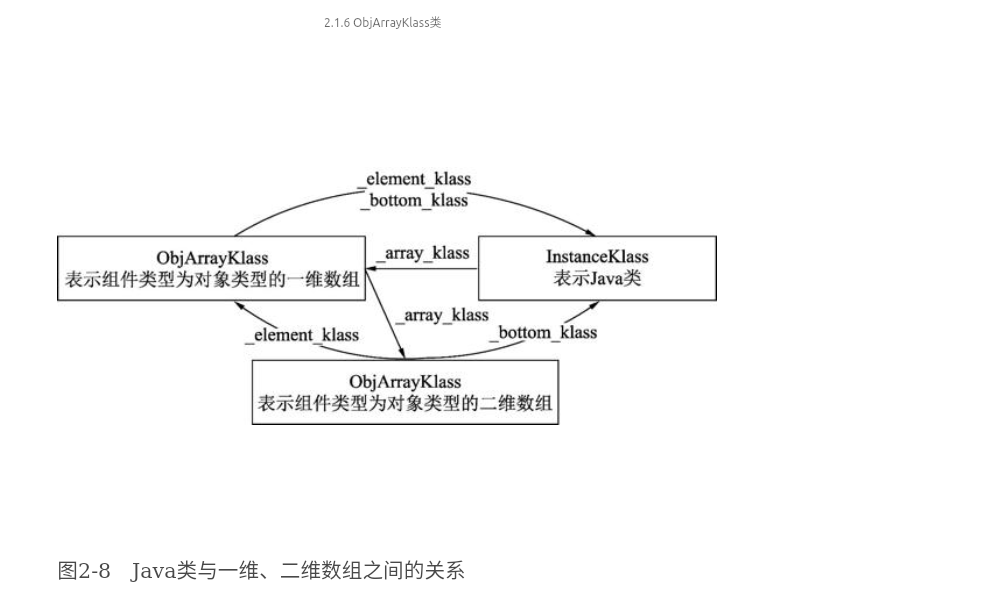 2.1.6 ObjArrayKlass类
_element_klass
_bottom_klass
ObjArrayKlass
表示组件类型为对象类型的一维数组
_array_klass
InstanceKlass
表示Java类
_array_klass
_element_klass
_bottom_klass
ObjArrayKlass
表示组件类型为对象类型的二维数组
图2-8 Java类与一维、二维数组之间的关系